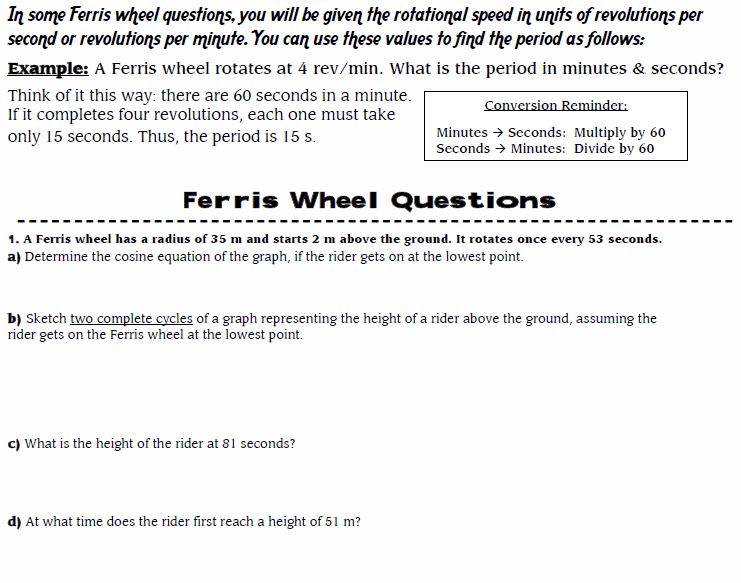 In some Ferris wheel questions, you will be given the rotational speed in units of revolutions per
second or revolutions per minute. You can use these values to find the period as follows:
Example: A Ferris wheel rotates at 4 rev/min. What is the period in minutes & seconds?
Think of it this way: there are 60 seconds in a minute.
If it completes four revolutions, each one must take
only 15 seconds. Thus, the period is 15 s.
Conversion Reminder:
Minutes → Seconds: Multiply by 60
Seconds → Minutes: Divide by 60
Ferris Wheel Questions
1. A Ferris wheel has a radius of 35 m and starts 2 m above the ground. It rotates once every 53 seconds.
a) Determine the cosine equation of the graph, if the rider gets on at the lowest point.
b) Sketch two complete cycles of a graph representing the height of a rider above the ground, assuming the
rider gets on the Ferris wheel at the lowest point.
c) What is the height of the rider at 81 seconds?
d) At what time does the rider first reach a height of 51 m?